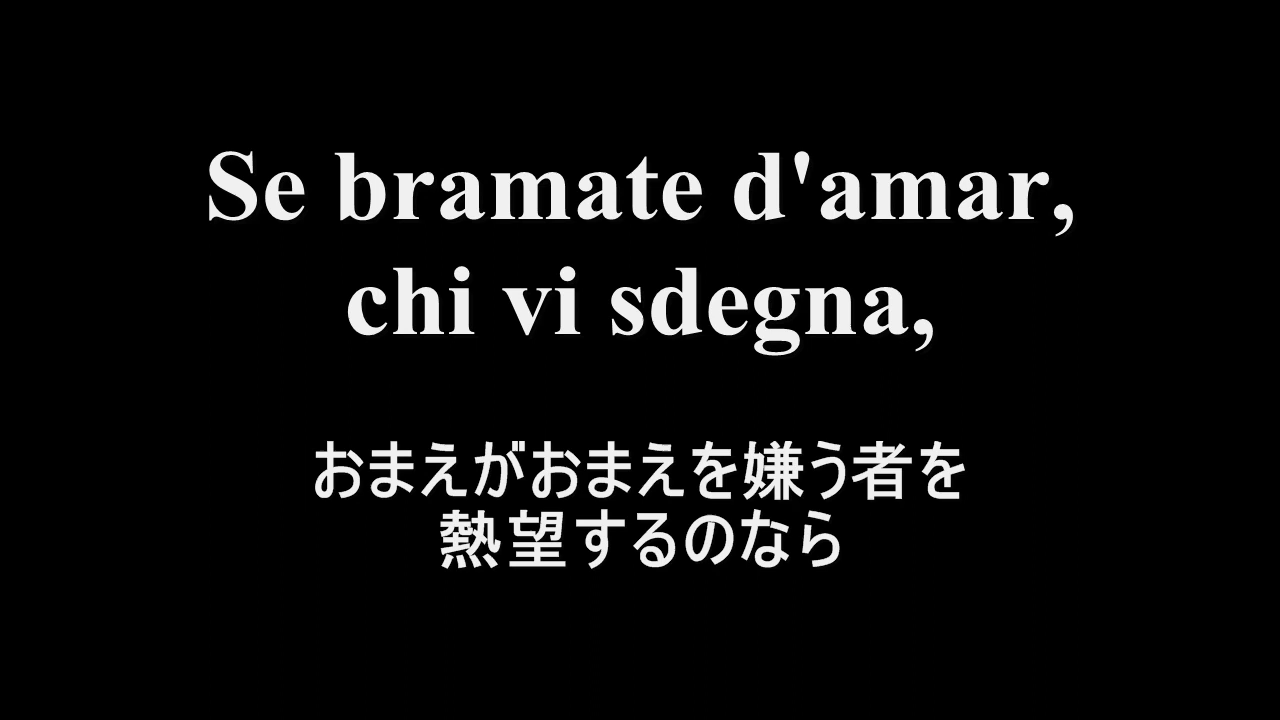 Se bramate d'amar,
chi vi sdegna,
おまえがおまえを嫌う者を
熱望するのなら